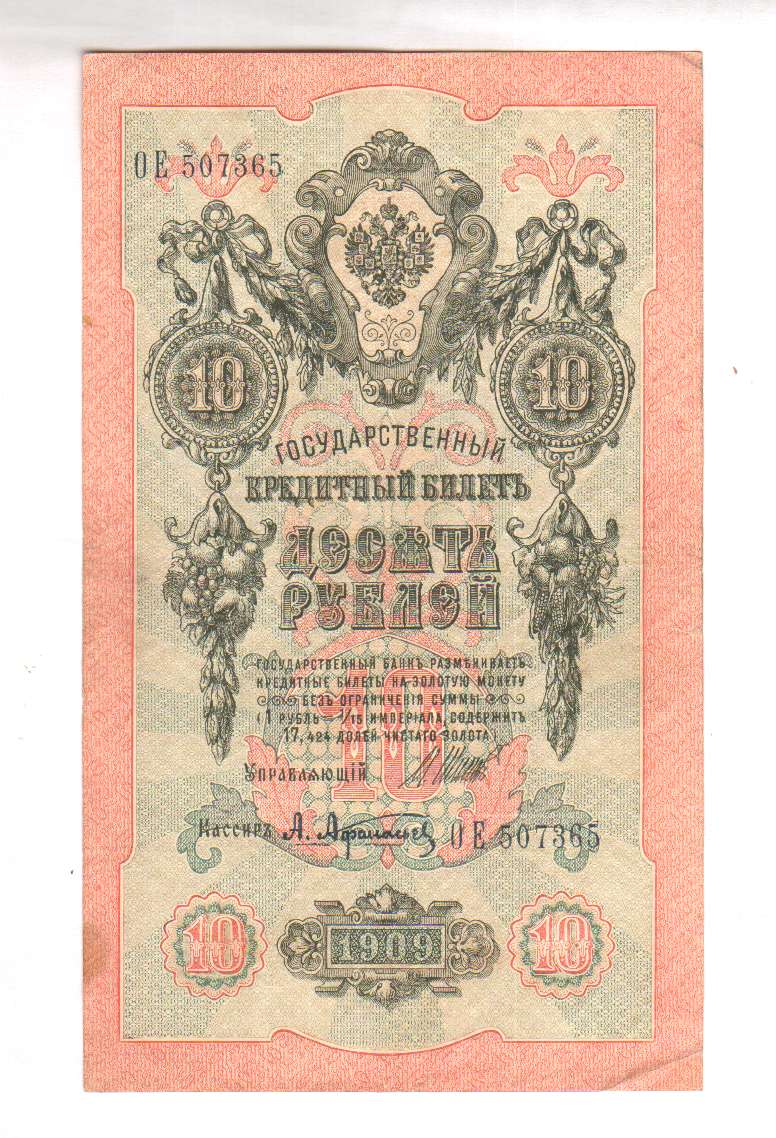 ОЕ 507365
10 10
ГОСУДАРСТВЕННЫЙ
КРЕДИТНЫЙ БИЛЕТЪ
ДЕСЯТЬ
РУБЛЕЙ
ГОСУДАРСТВЕННЫЙ БАНКЪ РАЗМѢНИВАЕТЪ
КРЕДИТНЫЕ БИЛЕТЫ НА ЗОЛОТУЮ МОНЕТУ
БЕЗЪ ОГРАНИЧЕНІЯ СУММЫ
(1 РУБЛЬ = 1/15 ИМПЕРІАЛА, СОДЕРЖИТЪ
17,424 ДОЛЕЙ ЧИСТАГО ЗОЛОТА)
10
УПРАВЛЯЮЩІЙ
Кассиръ А. Афанасьев ОЕ 507365
10 1909 10